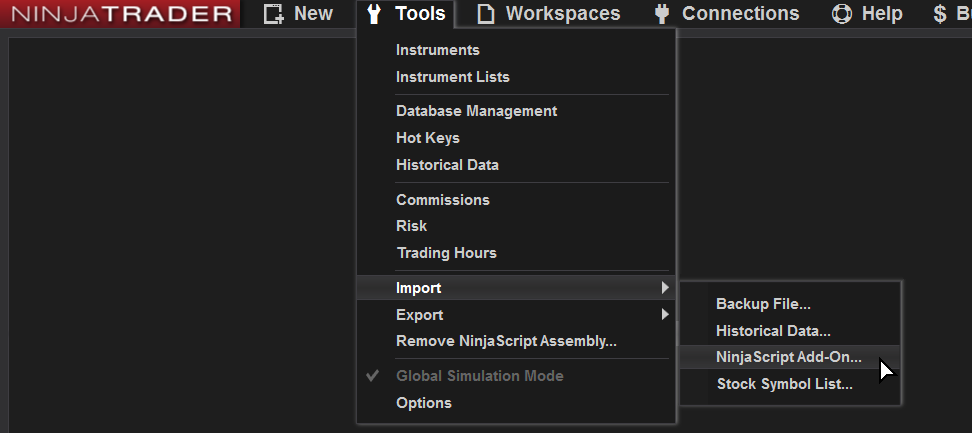 NINJATRADER New Tools Workspaces Connections Help $
Instruments
Instrument Lists
Database Management
Hot Keys
Historical Data
Commissions
Risk
Trading Hours
Import
Export
Remove NinjaScript Assembly...
Global Simulation Mode
Options
Backup File...
Historical Data...
NinjaScript Add-On...
Stock Symbol List...